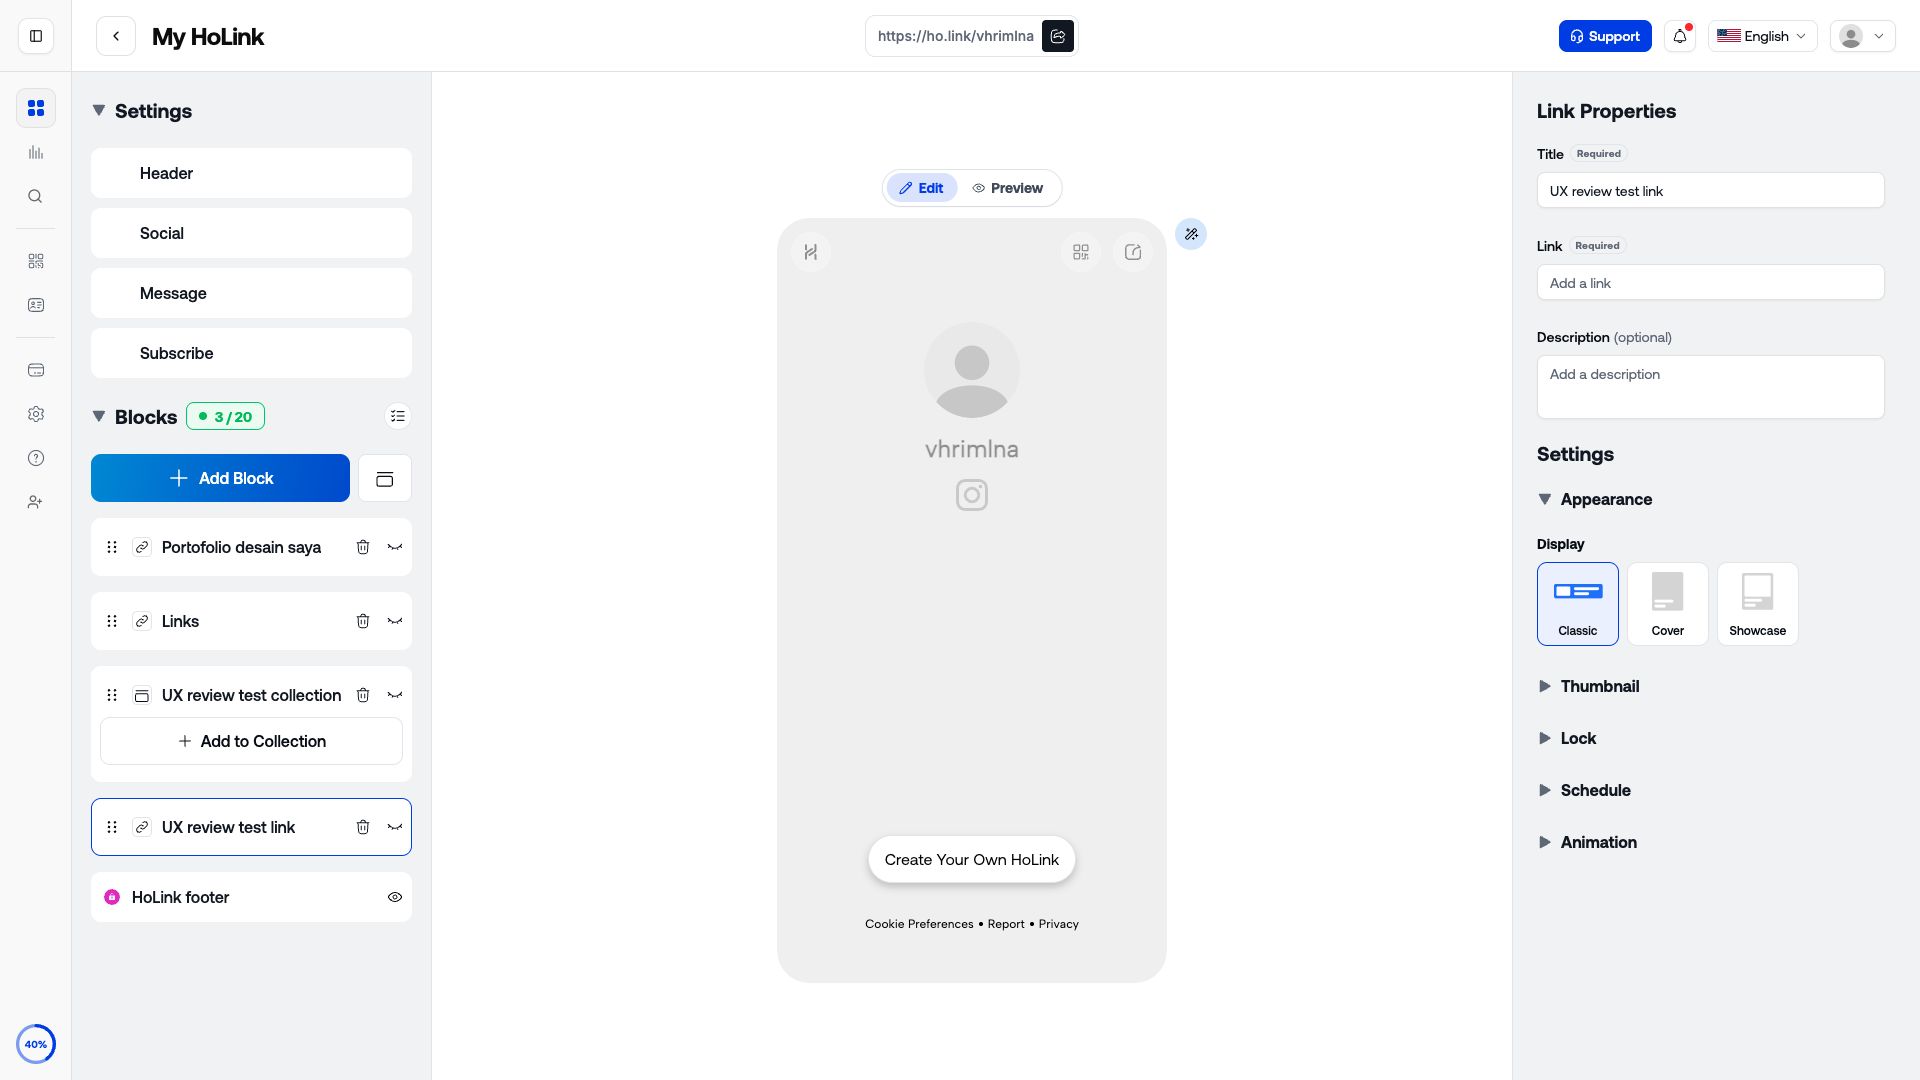 My HoLink
https://ho.link/vhrimlna
Support
English
Settings
Header
Social
Message
Subscribe
Blocks
3 / 20
Add Block
Portofolio desain saya
Links
UX review test collection
Add to Collection
UX review test link
HoLink footer
40%
Edit
Preview
vhrimlna
Create Your Own HoLink
Cookie Preferences • Report • Privacy
Link Properties
Title Required
UX review test link
Link Required
Add a link
Description (optional)
Add a description
Settings
Appearance
Display
Classic
Cover
Showcase
Thumbnail
Lock
Schedule
Animation